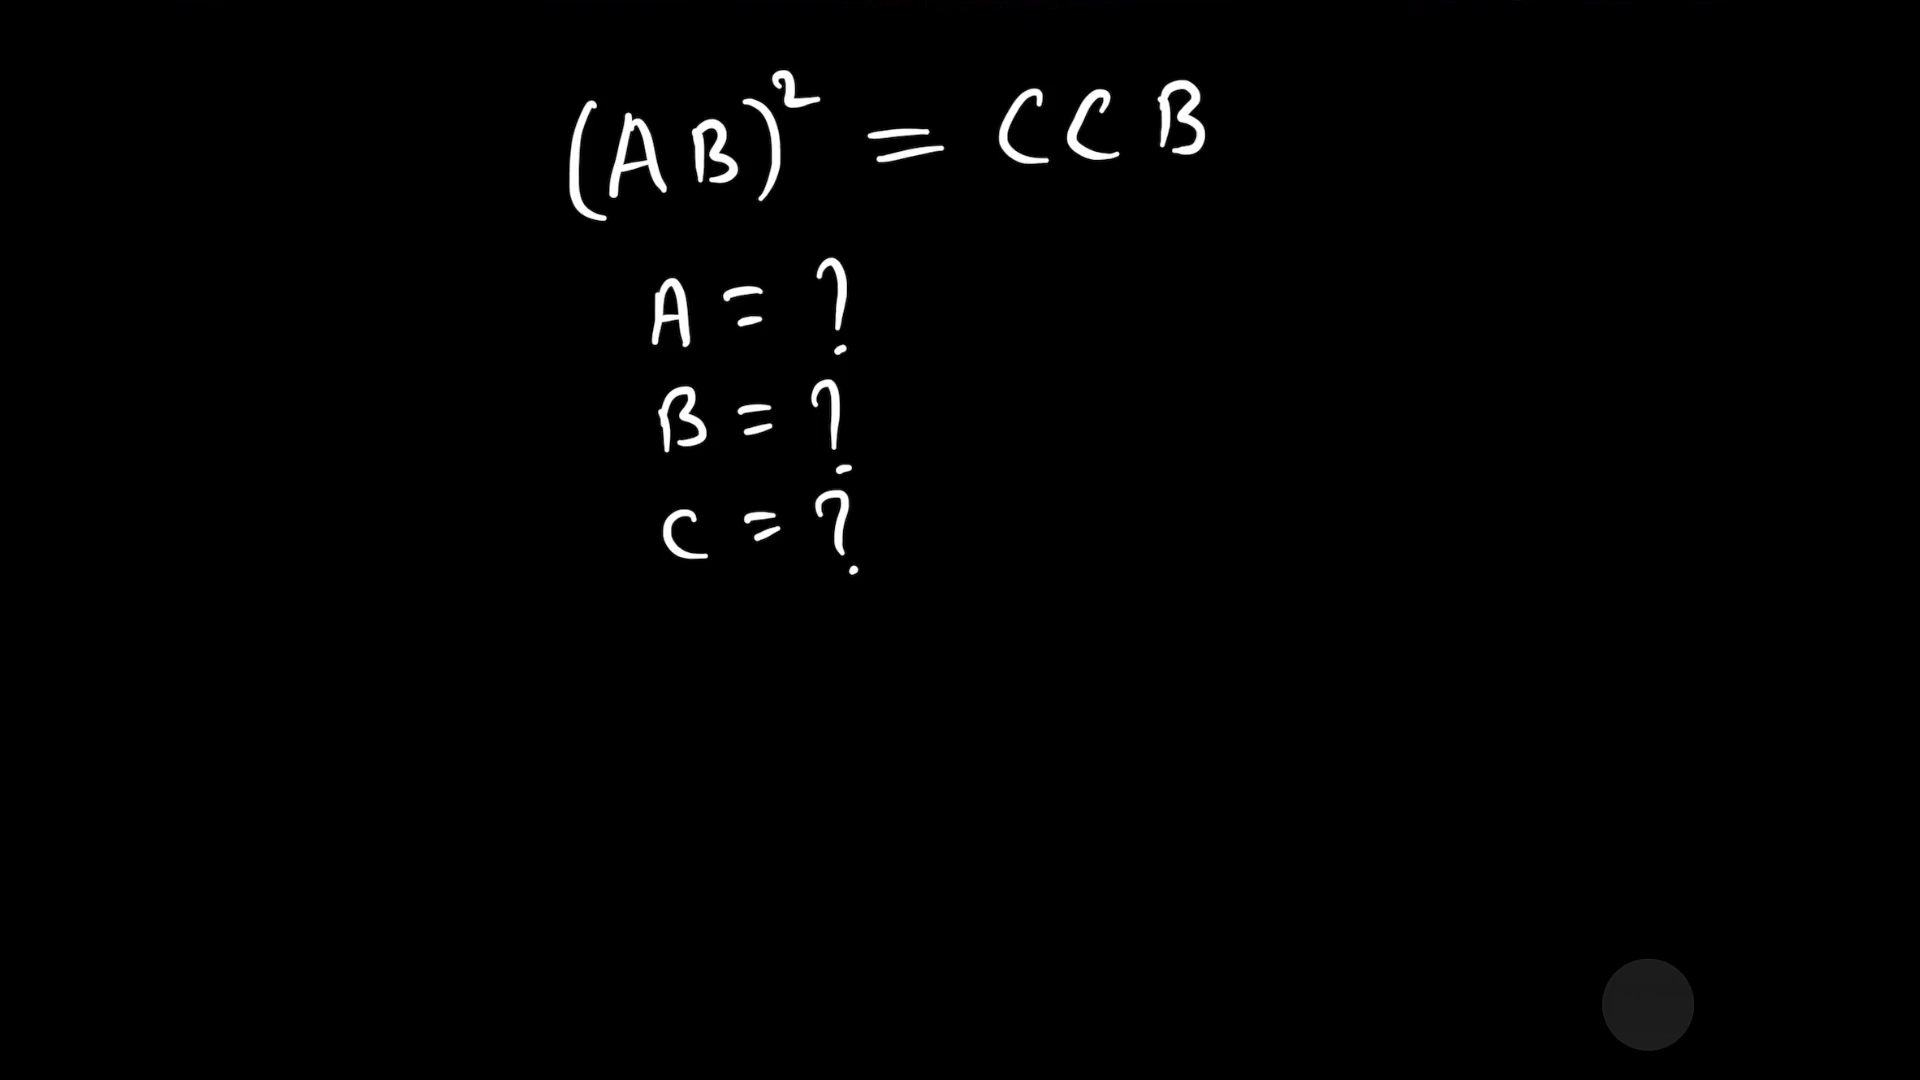 (AB)² = CCB
A = ?
B = ?
C = ?